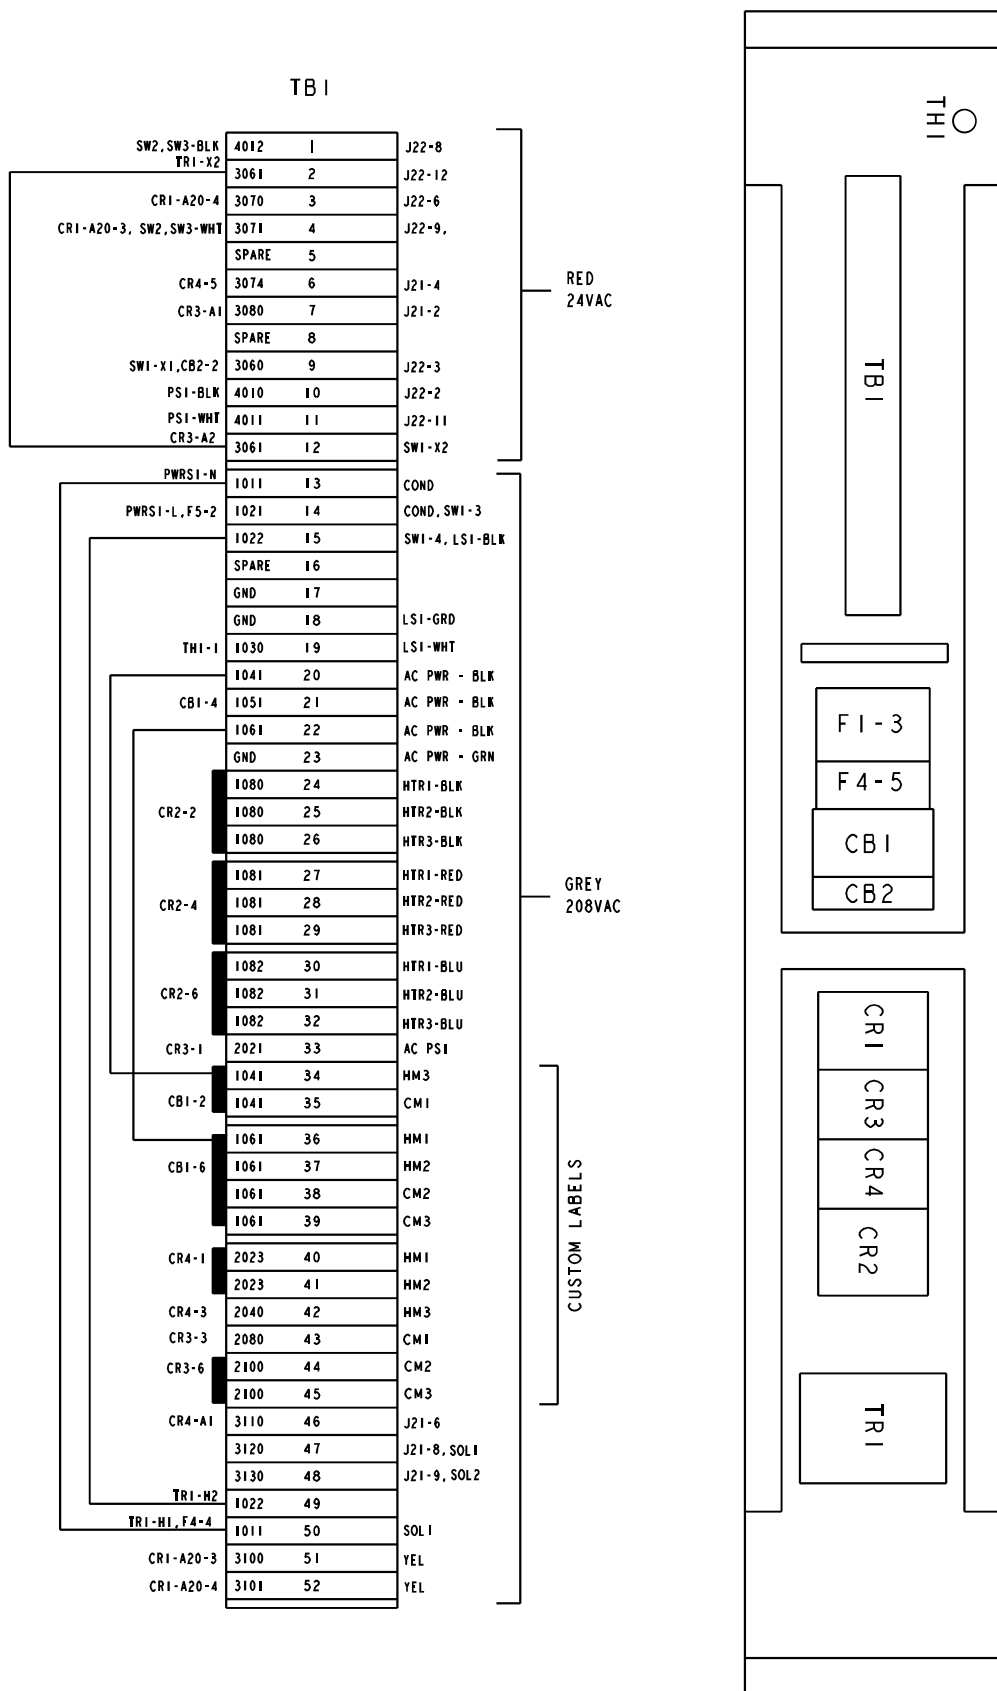 TB1
SW2,SW3-BLK 4012 1 J22-8
TR1-X2
3061 2 J22-12
CR1-A20-4 3070 3 J22-6
CR1-A20-3, SW2,SW3-WHT 3071 4 J22-9,
SPARE 5
CR4-5 3074 6 J21-4
CR3-A1 3080 7 J21-2
SPARE 8
SW1-X1,CB2-2 3060 9 J22-3
PS1-BLK 4010 10 J22-2
PS1-WHT 4011 11 J22-11
CR3-A2
3061 12 SW1-X2
RED
24VAC
PWRS1-N
1011 13 COND
PWRS1-L,F5-2 1021 14 COND,SW1-3
1022 15 SW1-4, LS1-BLK
SPARE 16
GND 17
GND 18 LS1-GRD
TH1-1 1030 19 LS1-WHT
1041 20 AC PWR - BLK
CB1-4 1051 21 AC PWR - BLK
1061 22 AC PWR - BLK
GND 23 AC PWR - GRN
1080 24 HTR1-BLK
CR2-2 1080 25 HTR2-BLK
1080 26 HTR3-BLK
1081 27 HTR1-RED
CR2-4 1081 28 HTR2-RED
1081 29 HTR3-RED
GREY
208VAC
1082 30 HTR1-BLU
CR2-6 1082 31 HTR2-BLU
1082 32 HTR3-BLU
CR3-1 2021 33 AC PS1
1041 34 HM3
CB1-2 1041 35 CM1
1061 36 HM1
CB1-6 1061 37 HM2
1061 38 CM2
1061 39 CM3
CR4-1 2023 40 HM1
2023 41 HM2
CR4-3 2040 42 HM3
CR3-3 2080 43 CM1
CR3-6 2100 44 CM2
2100 45 CM3
CUSTOM LABELS
CR4-A1 3110 46 J21-6
3120 47 J21-8,SOL1
3130 48 J21-9,SOL2
TR1-H2
1022 49
TR1-H1,F4-4
1011 50 SOL1
CR1-A20-3 3100 51 YEL
CR1-A20-4 3101 52 YEL
TH1
TB1
F1-3
F4-5
CB1
CB2
CR1
CR3
CR4
CR2
TR1